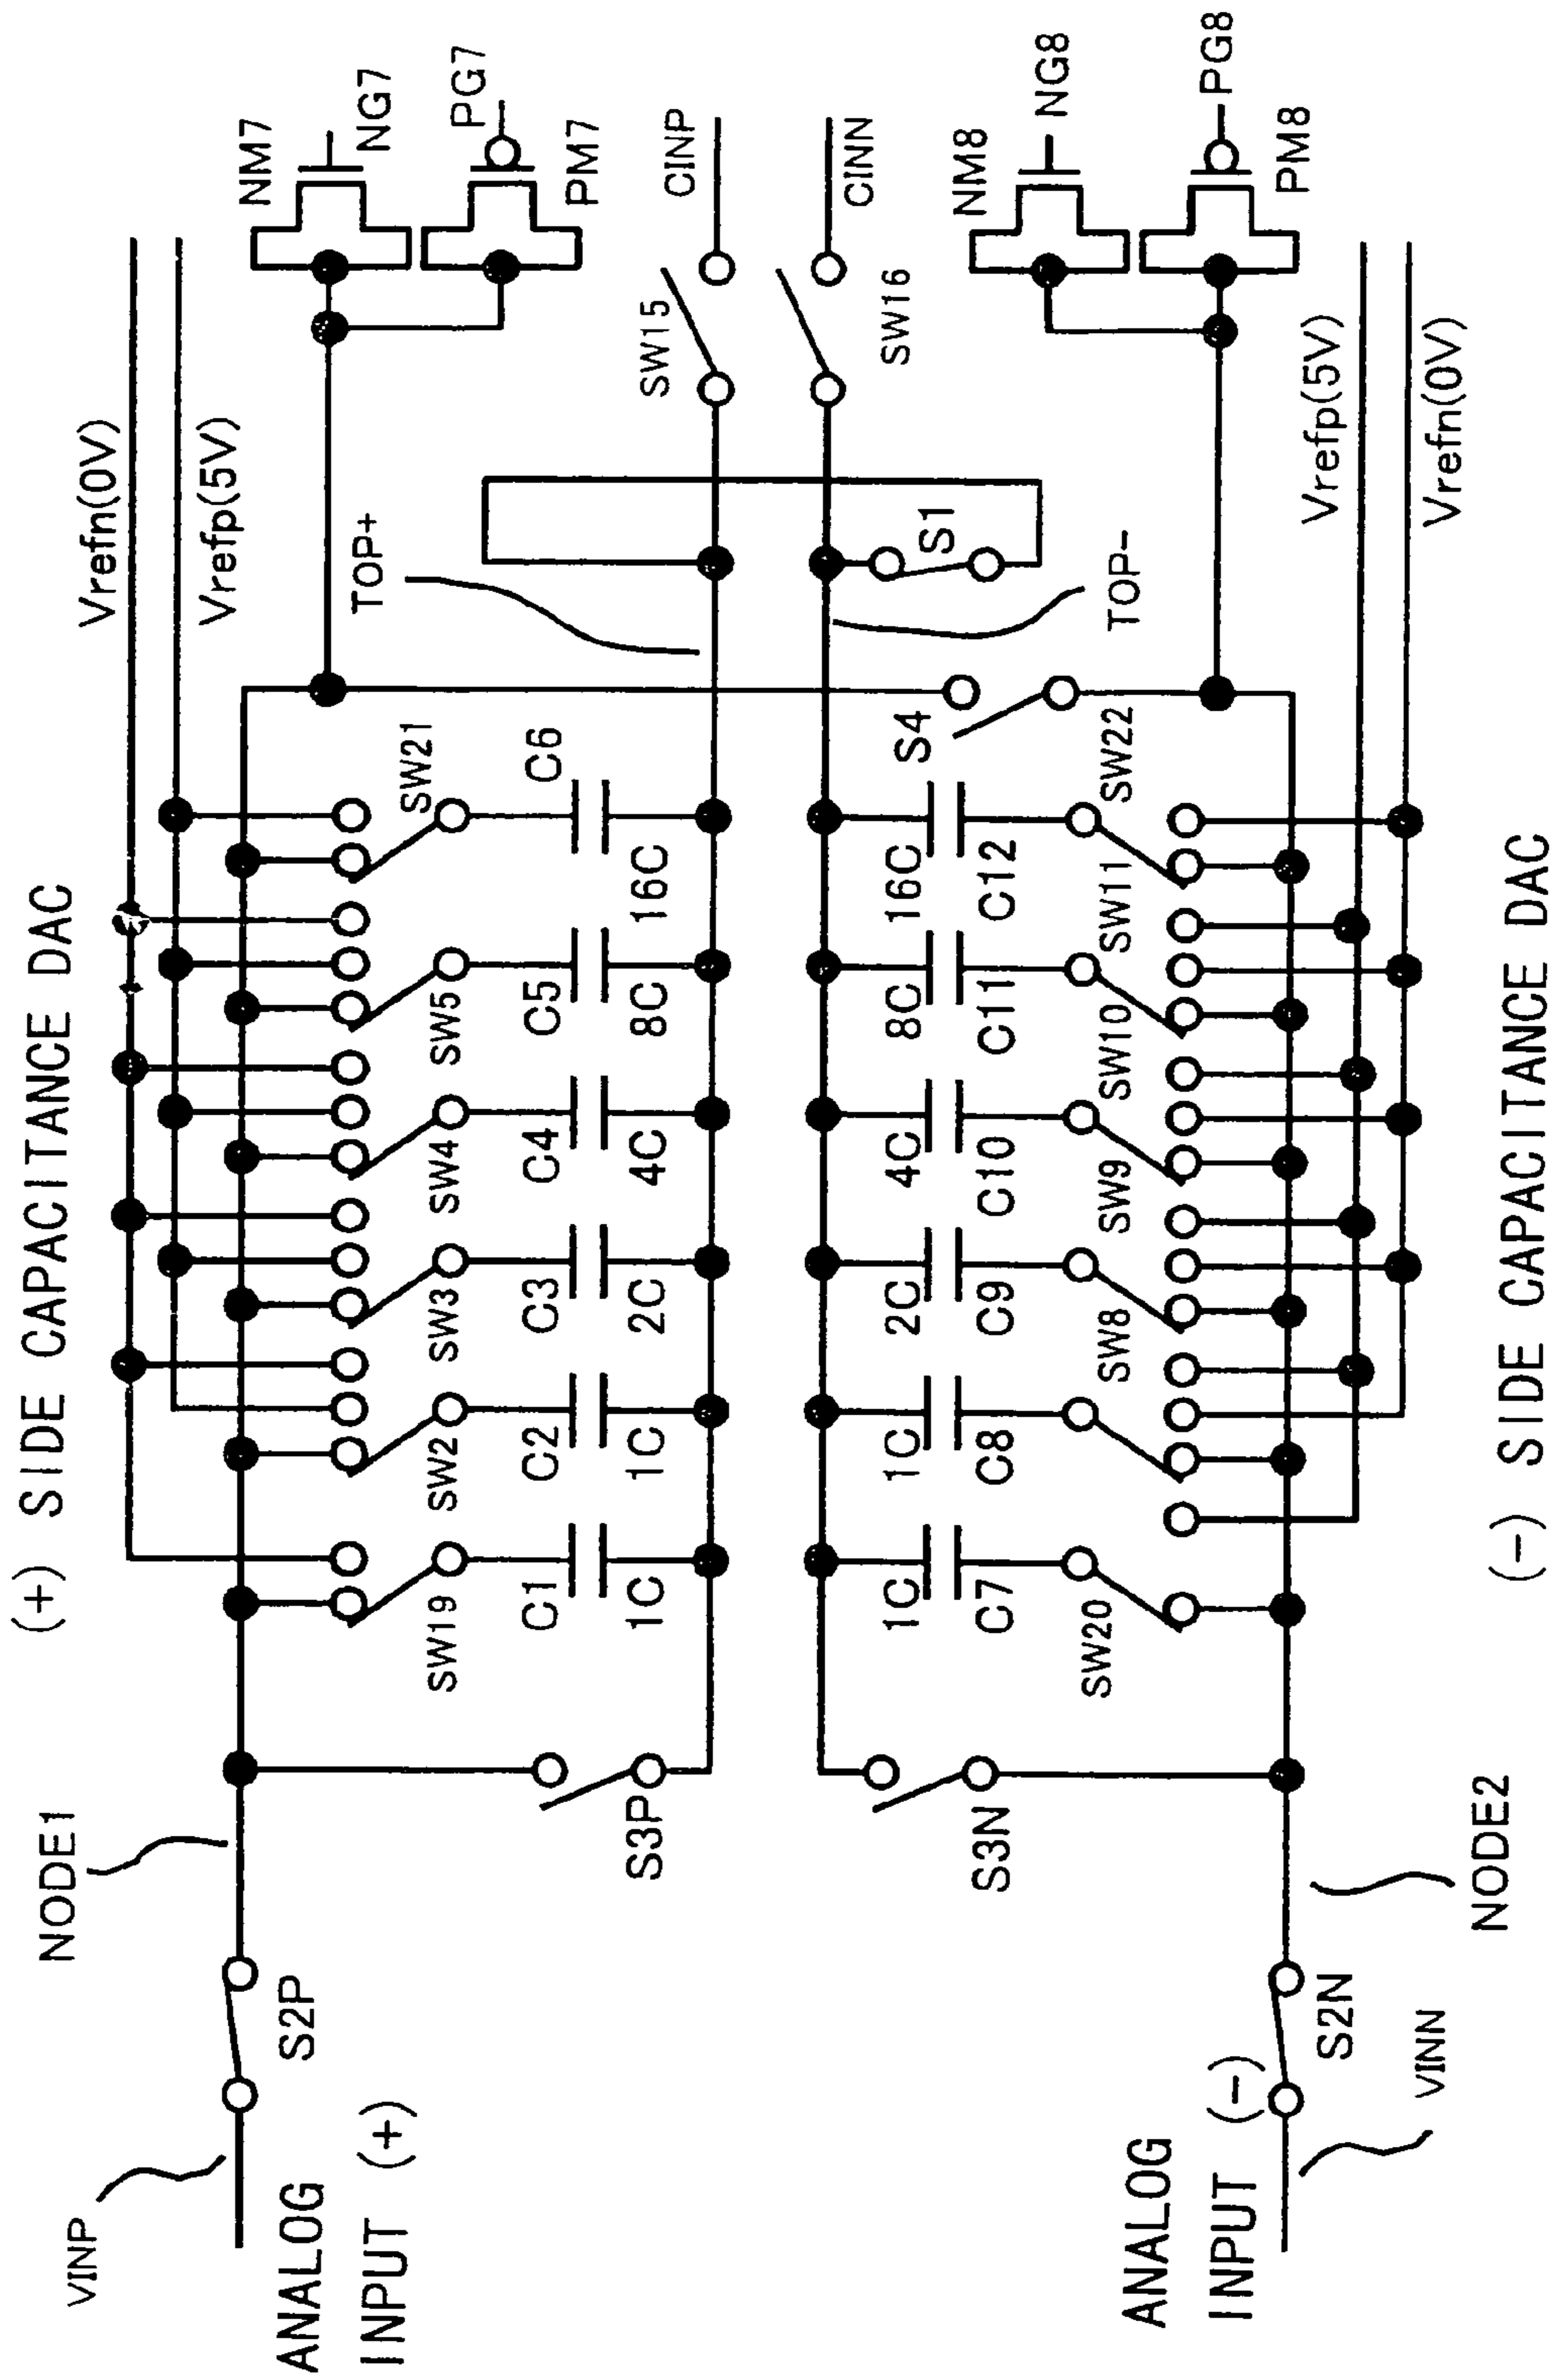 (+) SIDE CAPACITANCE DAC
Vrefn(0V)
Vrefp(5V)
NODE1
VINP
S2P
ANALOG
INPUT (+)
SW19
SW2
SW3
SW4
SW5
SW21
C1
C2
C3
C4
C5
C6
1C
1C
2C
4C
8C
16C
S3P
TOP+
NM7
NG7
PG7
PM7
SW15
CINP
CINN
SW16
S1
TOP-
S4
S3N
1C
1C
2C
4C
8C
16C
C7
C8
C9
C10
C11
C12
SW20
SW8
SW9
SW10
SW11
SW22
NM8
NG8
PG8
PM8
Vrefp(5V)
Vrefn(0V)
ANALOG
INPUT (-)
S2N
VINN
NODE2
(-) SIDE CAPACITANCE DAC